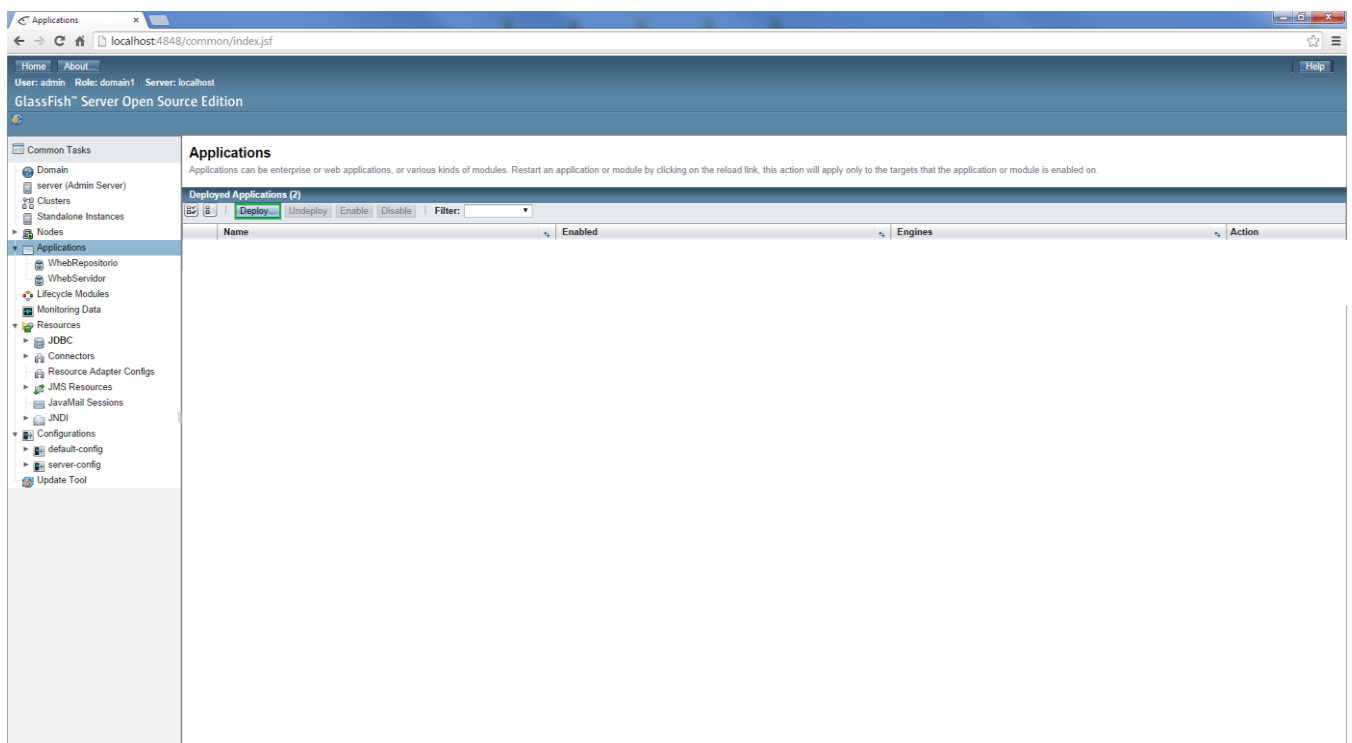 Applications
localhost:4848/common/index.jsf
Home About...
Help
User: admin Role: domain1 Server: localhost
GlassFish™ Server Open Source Edition
Common Tasks
Domain
server (Admin Server)
Clusters
Standalone Instances
Nodes
Applications
WhebRepositorio
WhebServidor
Lifecycle Modules
Monitoring Data
Resources
JDBC
Connectors
Resource Adapter Configs
JMS Resources
JavaMail Sessions
JNDI
Configurations
default-config
server-config
Update Tool
Applications
Applications can be enterprise or web applications, or various kinds of modules. Restart an application or module by clicking on the reload link, this action will apply only to the targets that the application or module is enabled on.
Deployed Applications (2)
Deploy... Undeploy Enable Disable Filter:
Name Enabled Engines Action